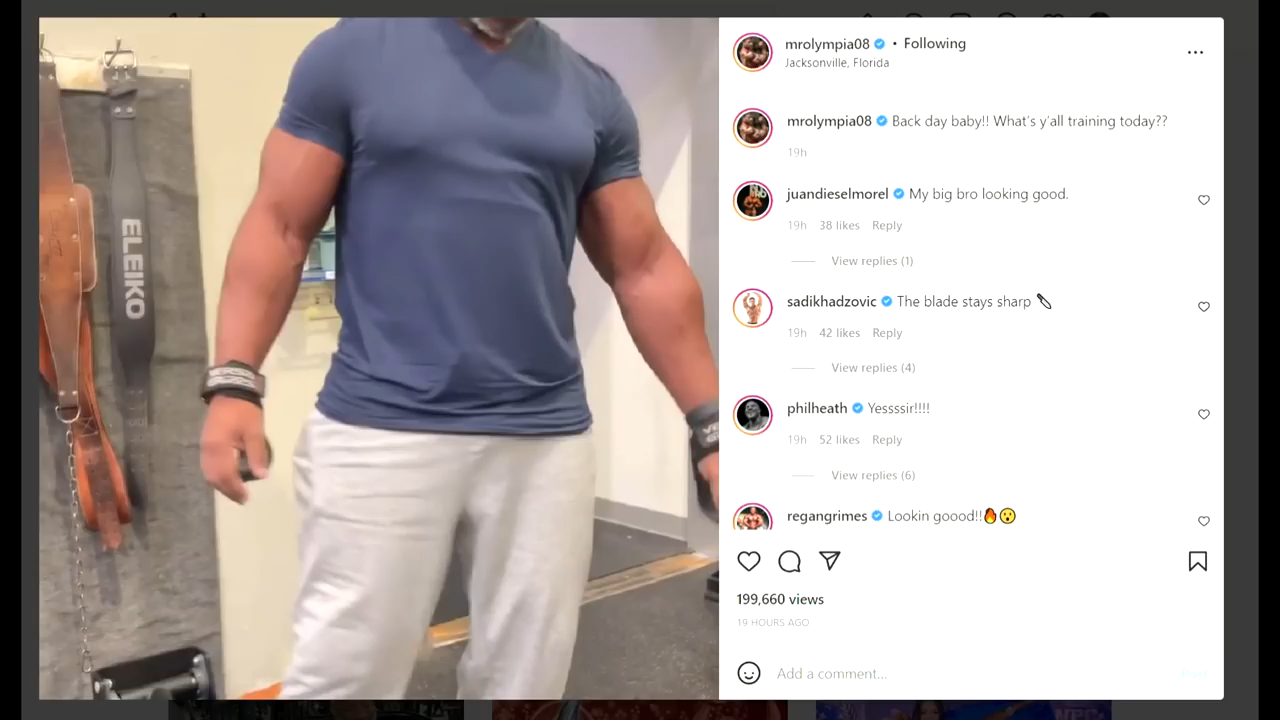 ELEIKO
mrolympia08 • Following
Jacksonville, Florida
mrolympia08 Back day baby!! What's y'all training today??
19h
juandieselmorel My big bro looking good.
19h 38 likes Reply
View replies (1)
sadikhadzovic The blade stays sharp 🔪
19h 42 likes Reply
View replies (4)
philheath Yessssir!!!!
19h 52 likes Reply
View replies (6)
regangrimes Lookin goood!!🔥😮
199,660 views
19 HOURS AGO
Add a comment...
Post